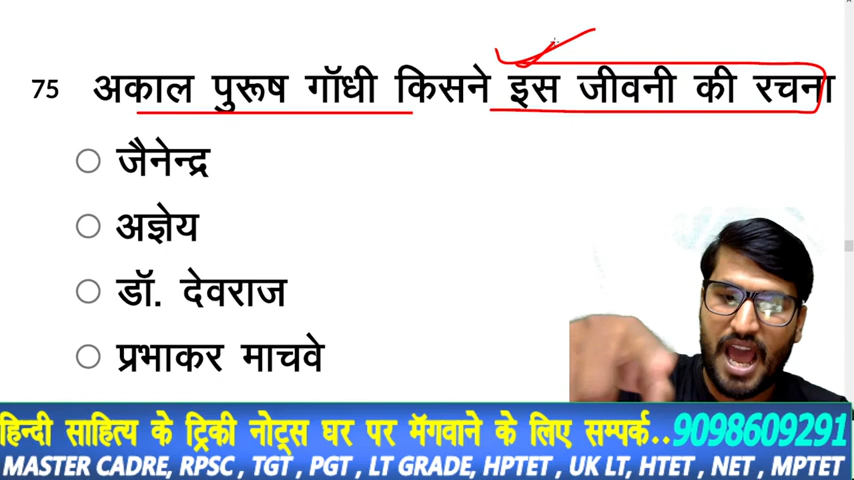 75 अकाल पुरूष गॉधी किसने इस जीवनी की रचना
जैनेन्द्र
अज्ञेय
डॉ. देवराज
प्रभाकर माचवे
हिन्दी साहित्य के ट्रिकी नोट्स घर पर मॅगवाने के लिए सम्पर्क..9098609291
MASTER CADRE, RPSC , TGT , PGT , LT GRADE, HPTET , UK LT, HTET , NET , MPTET